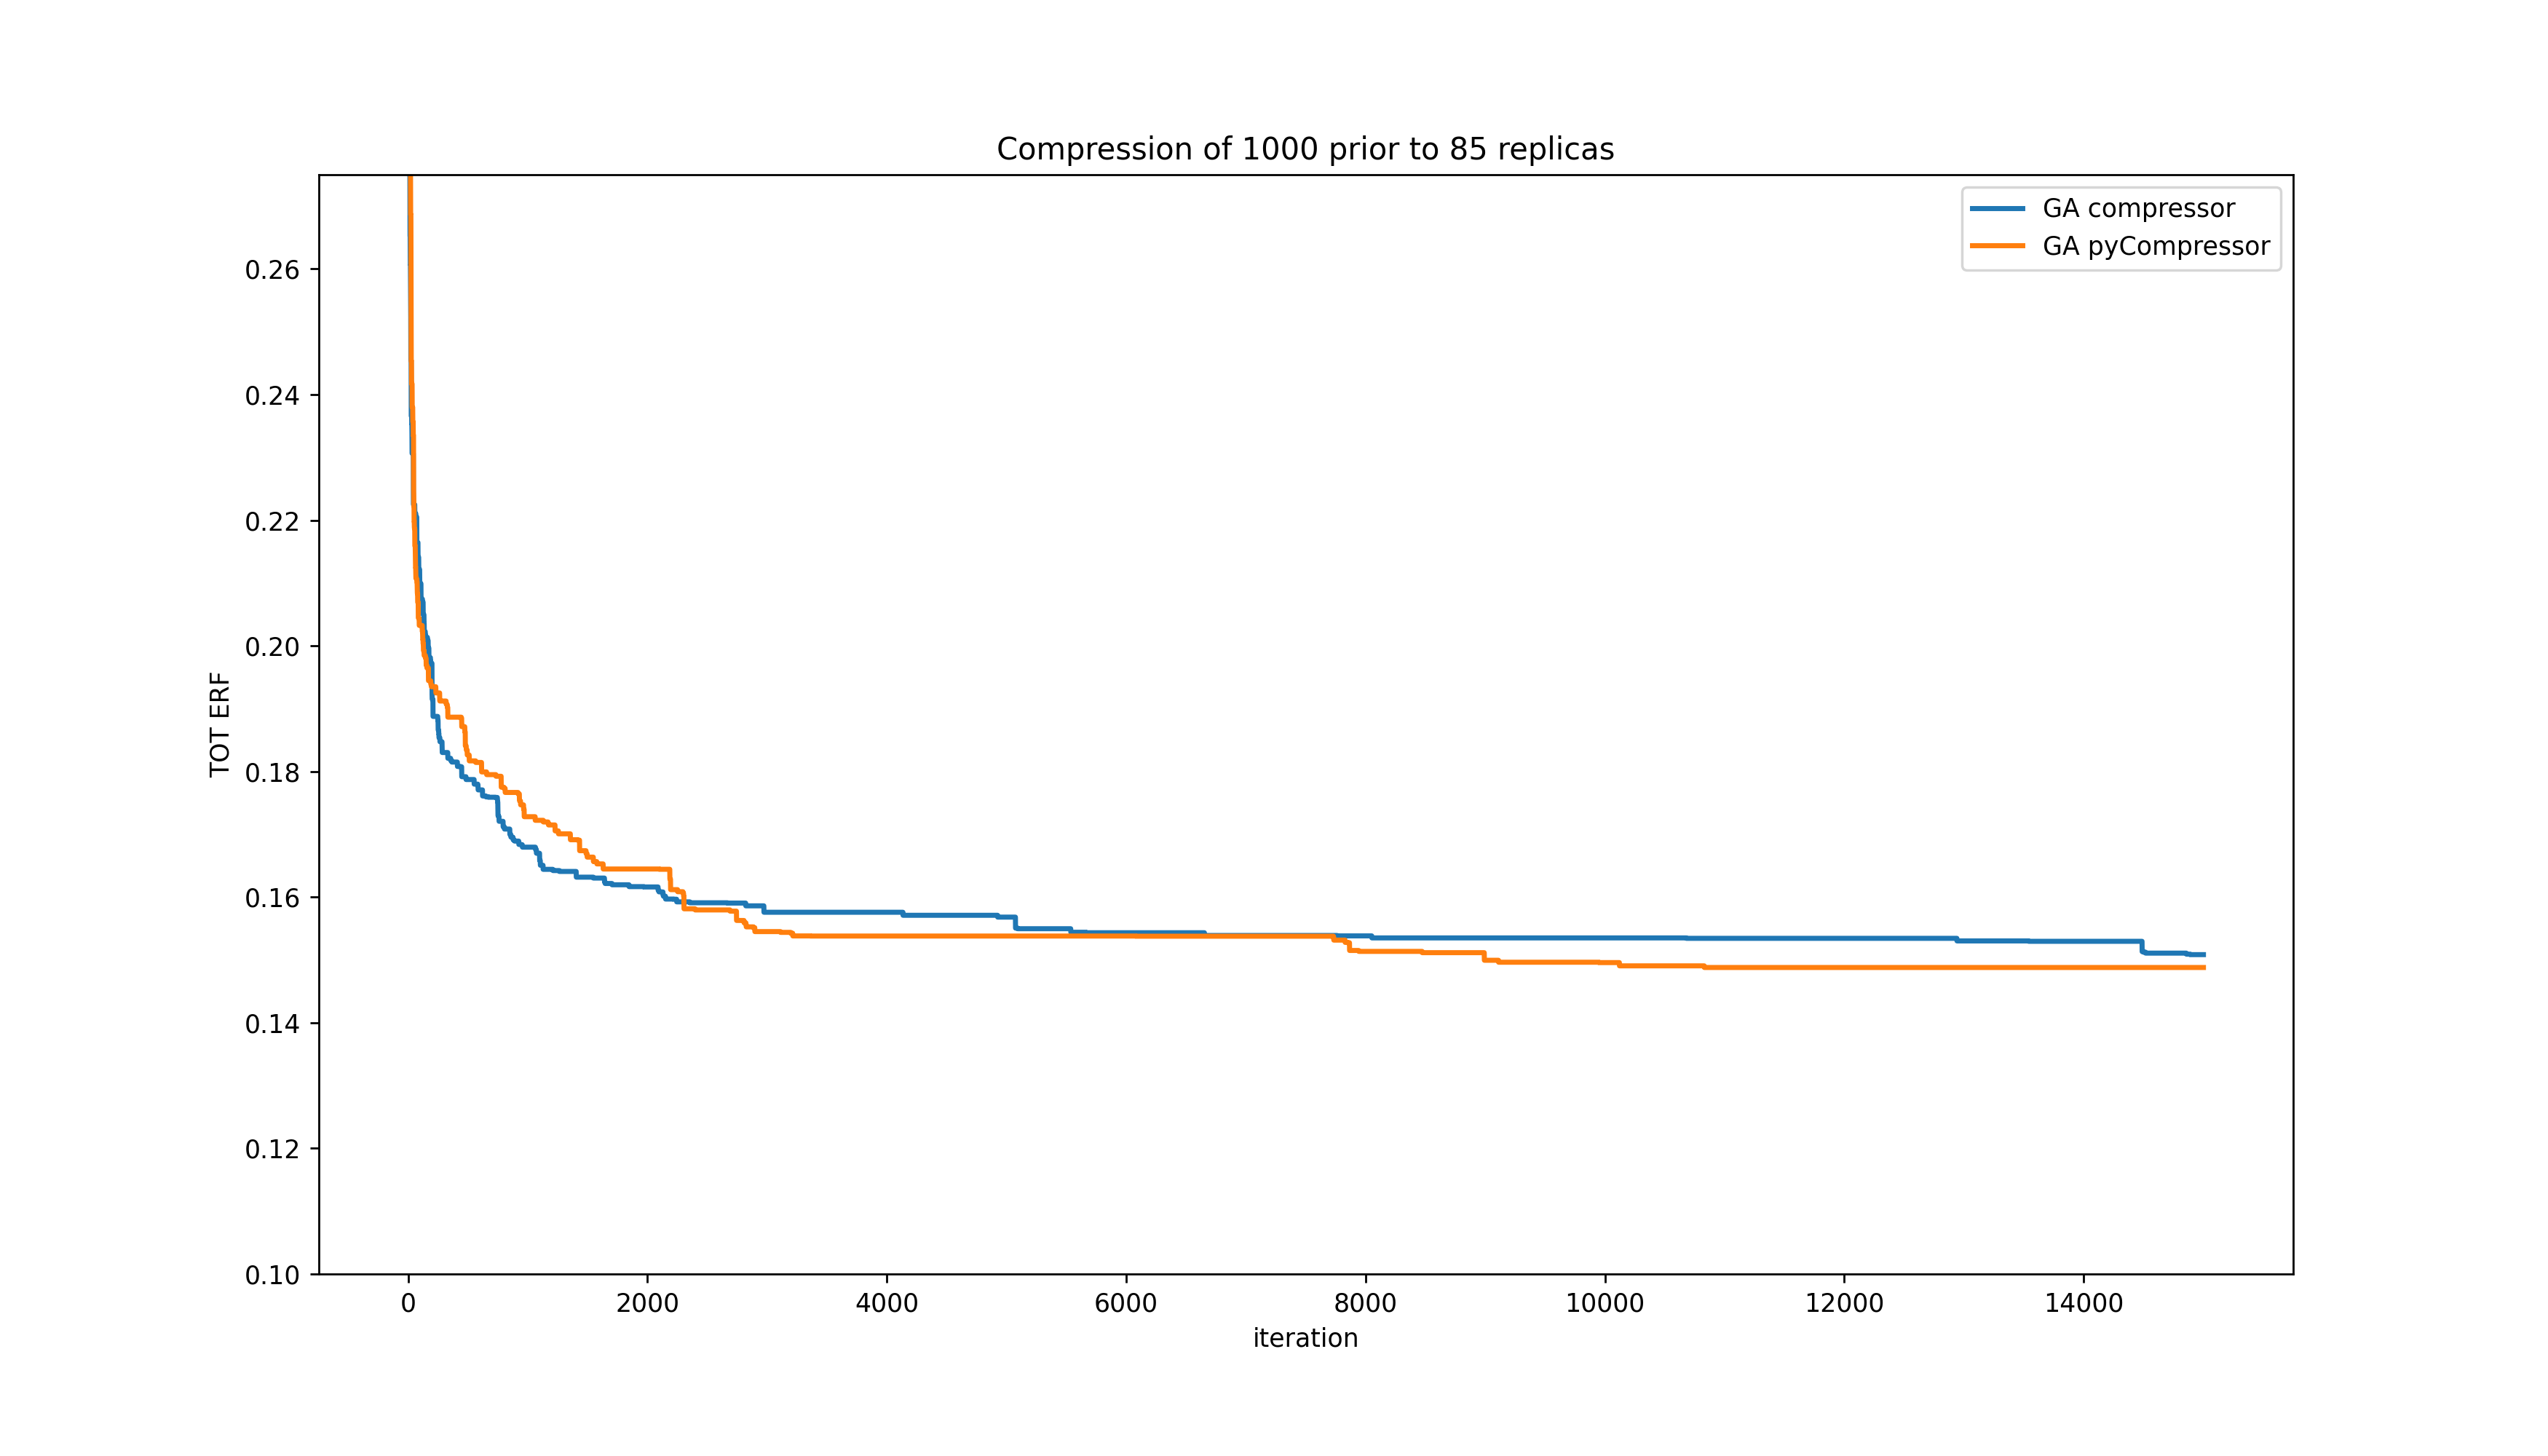 Compression of 1000 prior to 85 replicas
GA compressor
GA pyCompressor
0.26
0.24
0.22
0.20
0.18
0.16
0.14
0.12
0.10
TOT ERF
0 2000 4000 6000 8000 10000 12000 14000
iteration